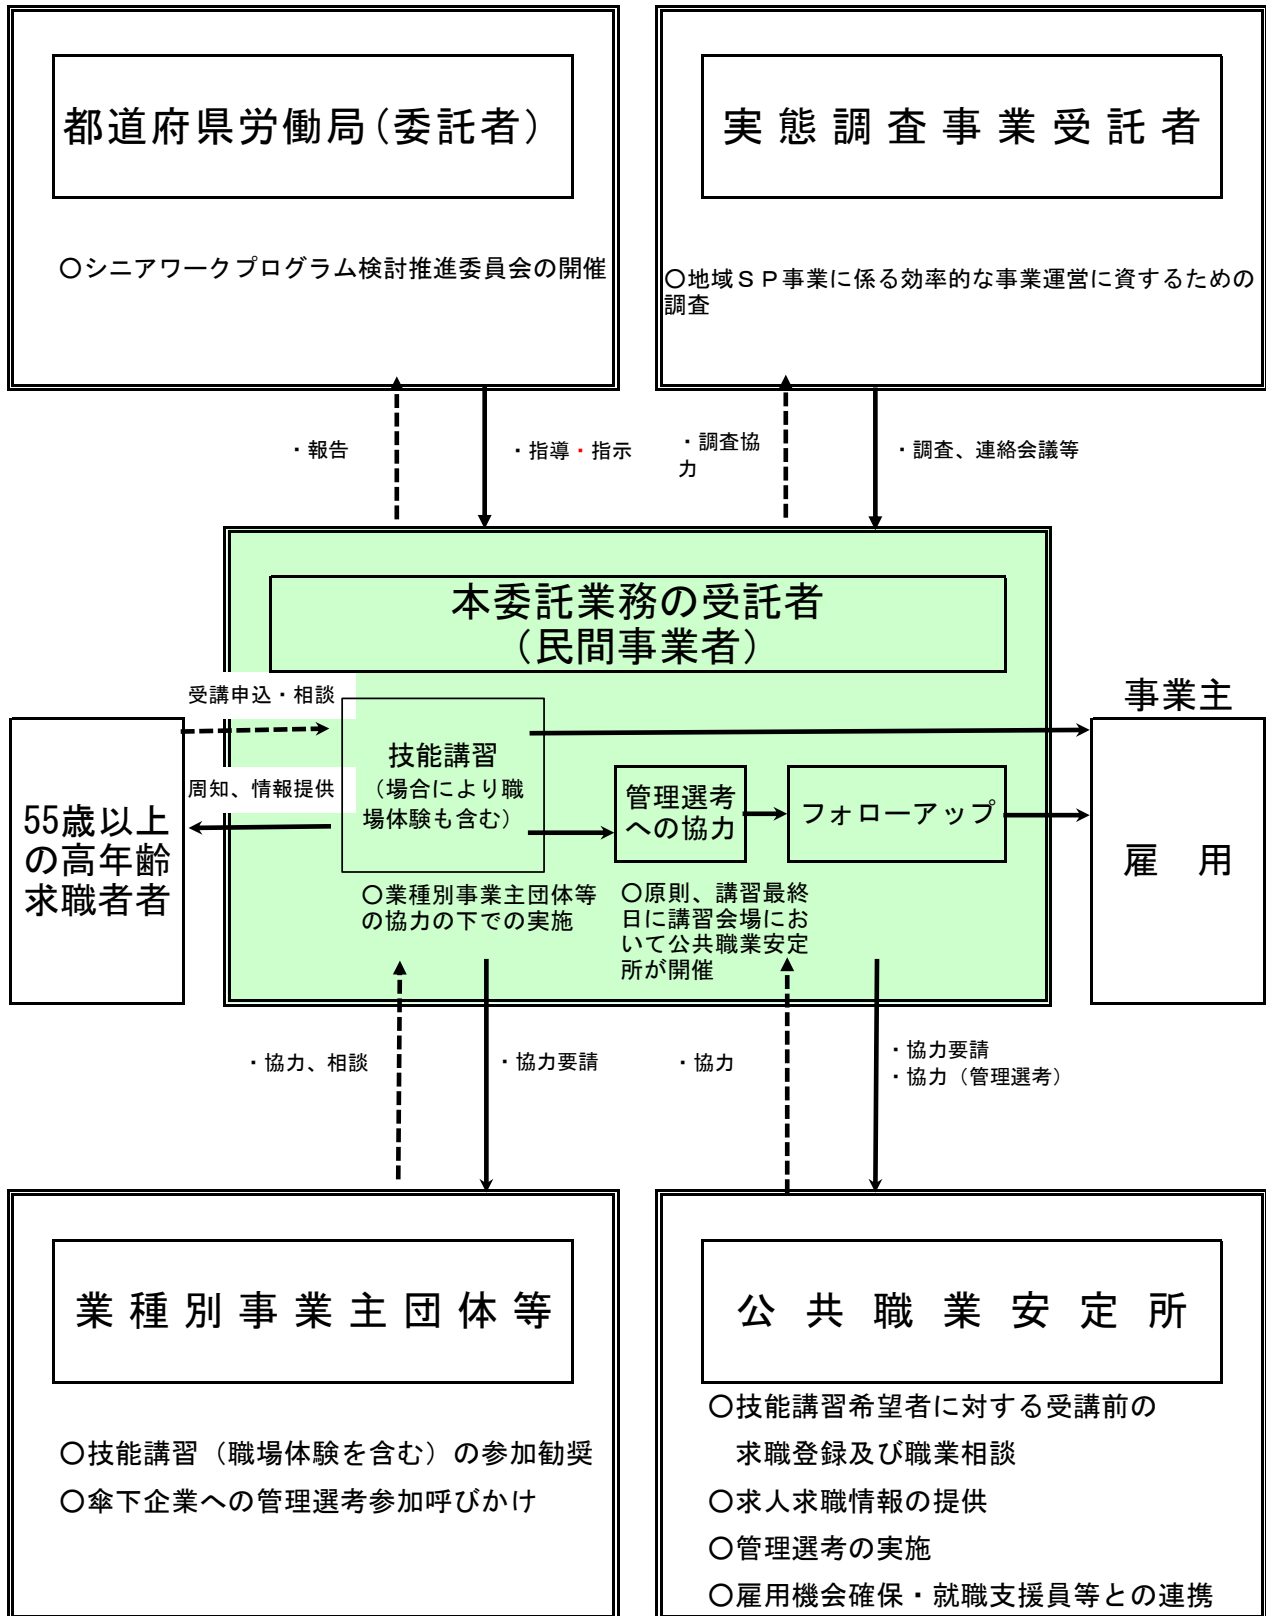 都道府県労働局(委託者)
○シニアワークプログラム検討推進委員会の開催
実態調査事業受託者
○地域ＳＰ事業に係る効率的な事業運営に資するための
調査
・報告
・指導・指示
・調査協
力
・調査、連絡会議等
本委託業務の受託者
（民間事業者）
受講申込・相談
周知、情報提供
55歳以上
の高年齢
求職者者
技能講習
（場合により職
場体験も含む）
管理選考
への協力
フォローアップ
○業種別事業主団体等
の協力の下での実施
○原則、講習最終
日に講習会場にお
いて公共職業安定
所が開催
事業主
雇　用
・協力、相談
・協力要請
・協力
・協力要請
・協力（管理選考）
業種別事業主団体等
○技能講習（職場体験を含む）の参加勧奨
○傘下企業への管理選考参加呼びかけ
公共職業安定所
○技能講習希望者に対する受講前の
求職登録及び職業相談
○求人求職情報の提供
○管理選考の実施
○雇用機会確保・就職支援員等との連携